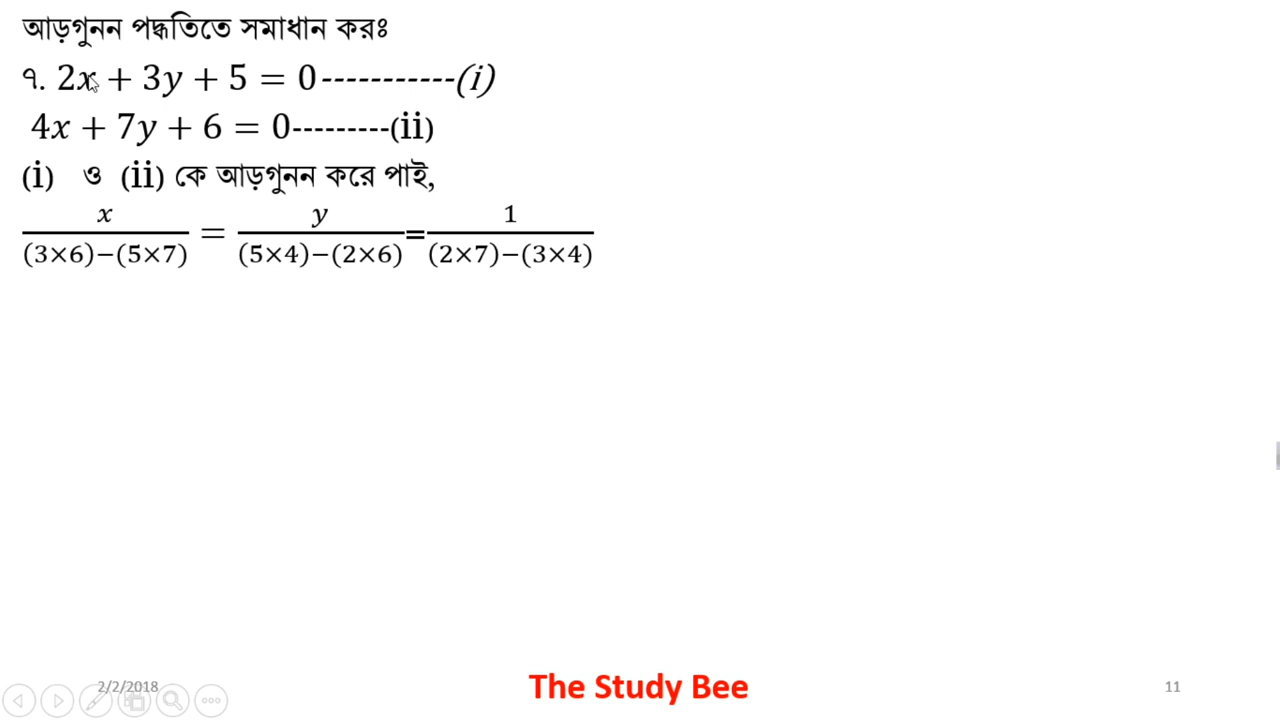 আড়গুনন পদ্ধতিতে সমাধান করঃ
৭. 2x + 3y + 5 = 0-----------(i)
4x + 7y + 6 = 0---------(ii)
(i) ও (ii) কে আড়গুনন করে পাই,
x/((3×6)−(5×7)) = y/((5×4)−(2×6)) = 1/((2×7)−(3×4))
2/2/2018 The Study Bee 11